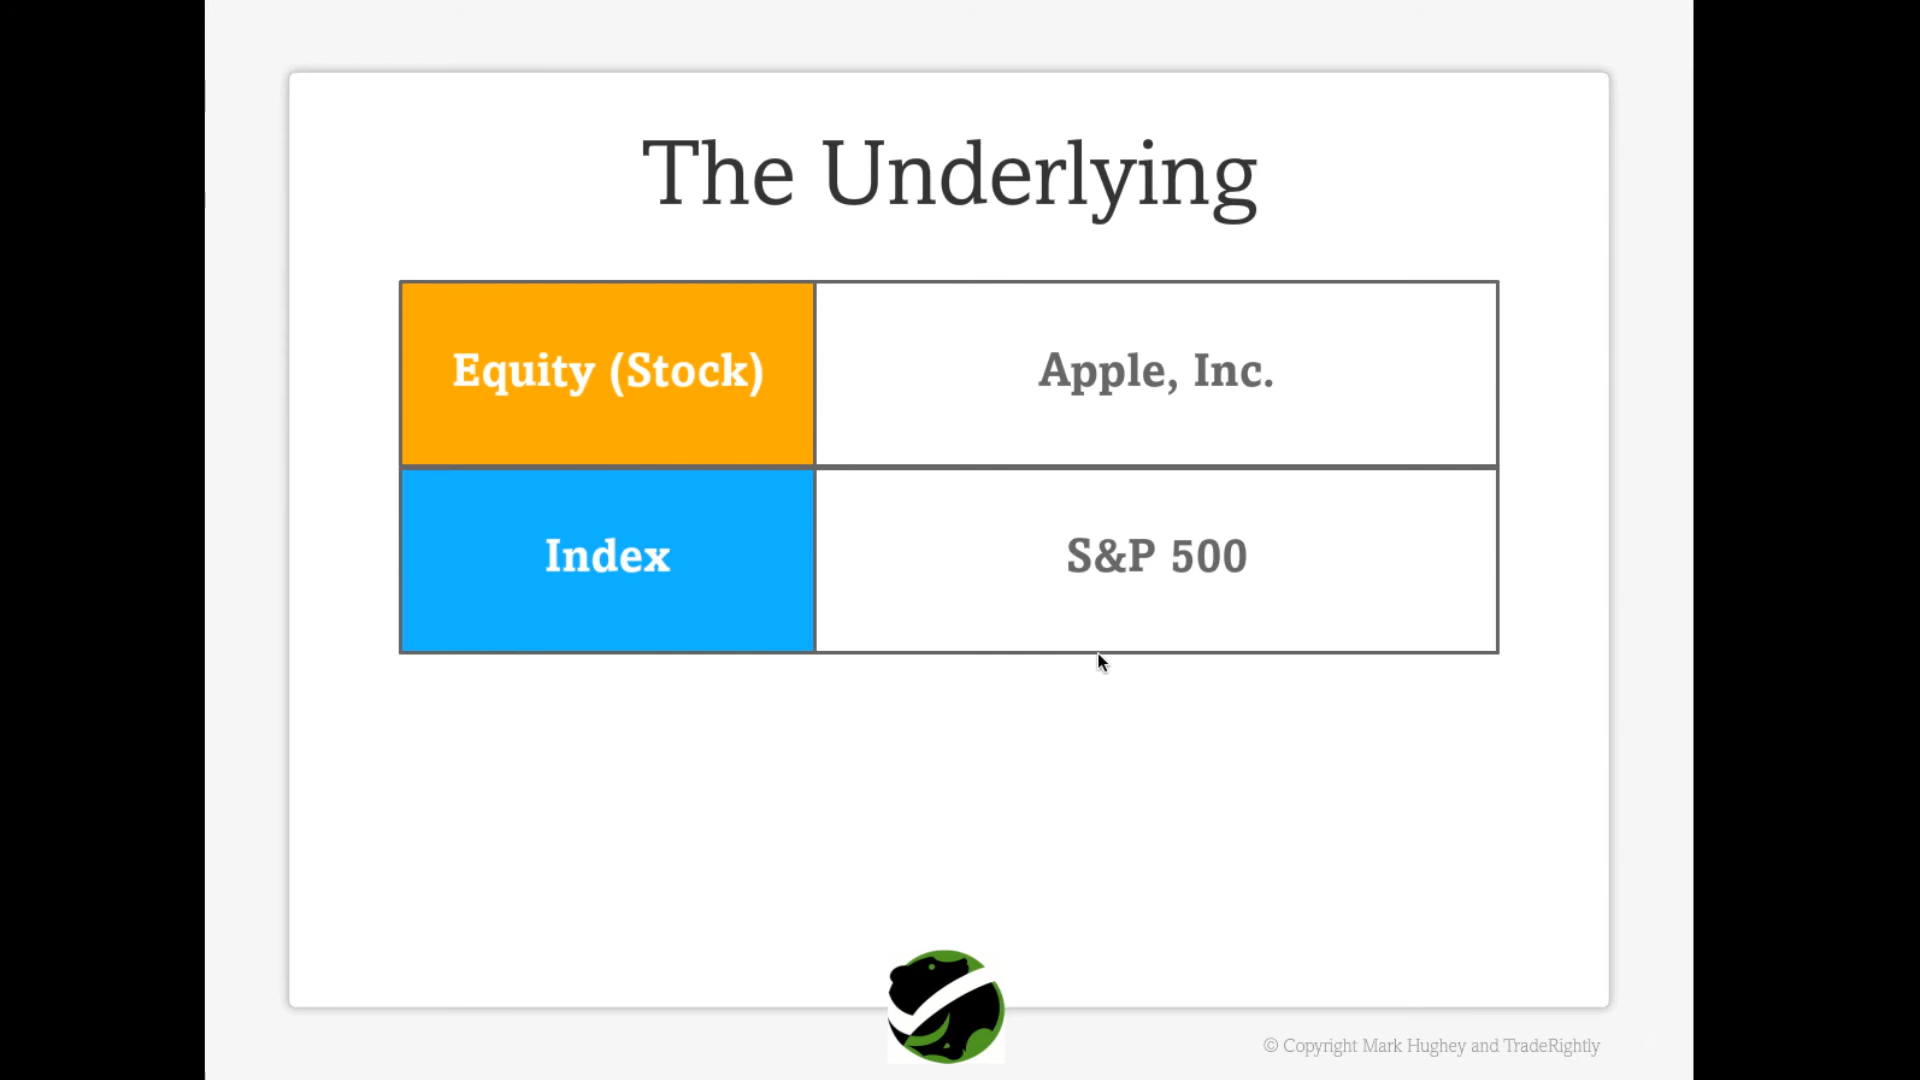 The Underlying
Equity (Stock)
Apple, Inc.
Index
S&P 500
© Copyright Mark Hughey and TradeRightly